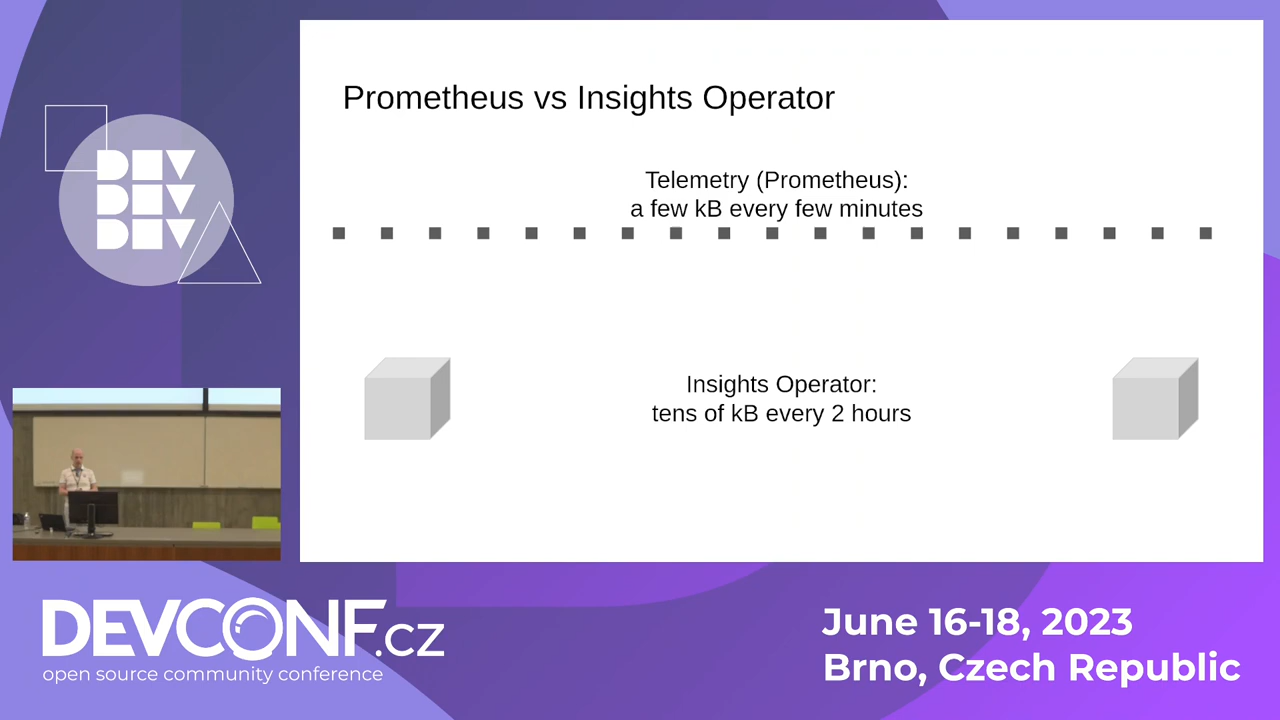 Prometheus vs Insights Operator
Telemetry (Prometheus):
a few kB every few minutes
Insights Operator:
tens of kB every 2 hours
DEV
DEV
DEV
DEVCONF.cz
open source community conference
June 16-18, 2023
Brno, Czech Republic